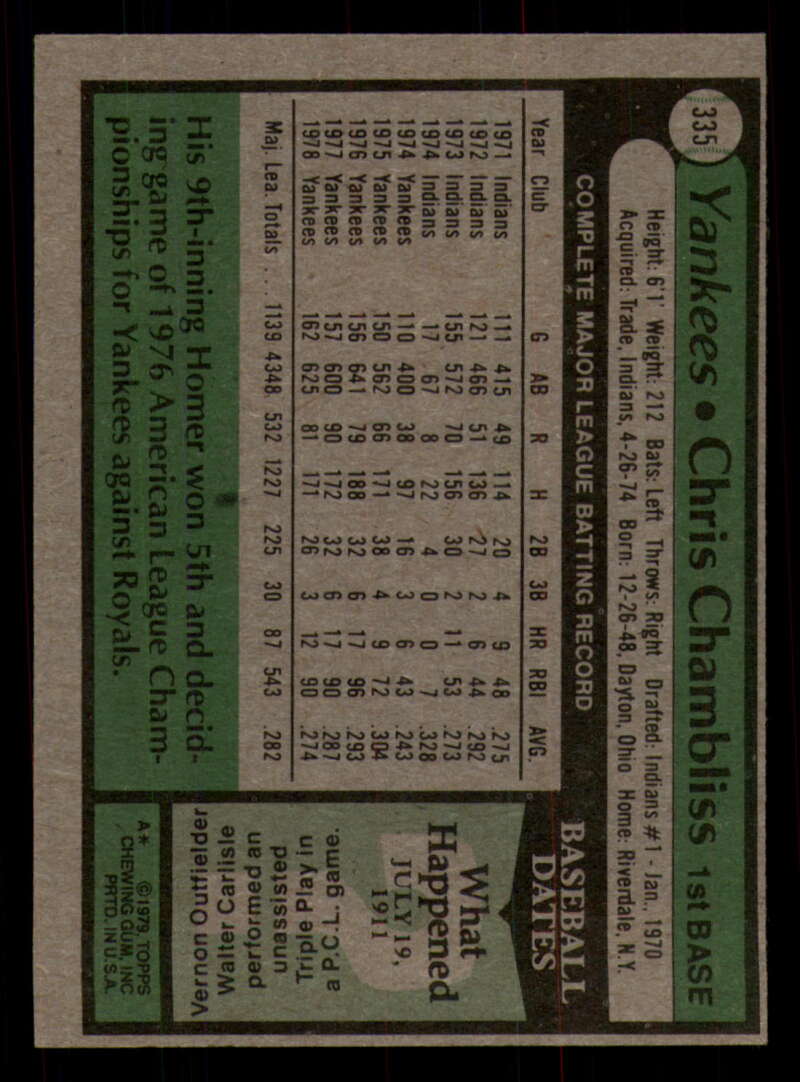 335
Yankees • Chris Chambliss 1st BASE
Height: 6'1" Weight: 212 Bats: Left Throws: Right Drafted: Indians #1 - Jan., 1970
Acquired: Trade, Indians, 4-26-74 Born: 12-26-48, Dayton, Ohio Home: Riverdale, N.Y.
COMPLETE MAJOR LEAGUE BATTING RECORD
Year Club G AB R H 2B 3B HR RBI AVG.
1971 Indians 111 415 49 114 20 4 9 48 .275
1972 Indians 121 466 51 136 27 2 6 44 .292
1973 Indians 155 572 70 156 30 2 11 53 .273
1974 Indians 17 67 8 22 4 0 0 7 .328
1974 Yankees 110 400 38 97 16 3 6 43 .243
1975 Yankees 150 562 66 171 38 4 9 72 .304
1976 Yankees 156 641 79 188 32 6 17 96 .293
1977 Yankees 157 600 90 172 32 6 17 90 .287
1978 Yankees 162 625 81 171 26 3 12 90 .274
Maj. Lea. Totals . . . 1139 4348 532 1227 225 30 87 543 .282
His 9th-inning Homer won 5th and decid-
ing game of 1976 American League Cham-
pionships for Yankees against Royals.
BASEBALL
DATES
What
Happened
JULY 19,
1911
Vernon Outfielder
Walter Carlisle
performed an
unassisted
Triple Play in
a P.C.L. game.
A* ©1979 TOPPS
CHEWING GUM, INC
PRTD. IN U.S.A.